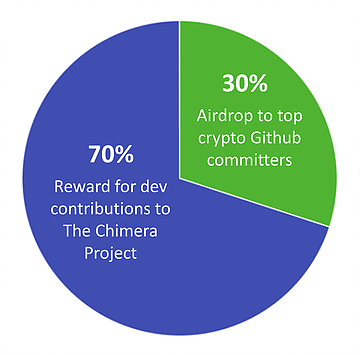 30%
Airdrop to top
crypto Github
committers
70%
Reward for dev
contributions to
The Chimera
Project